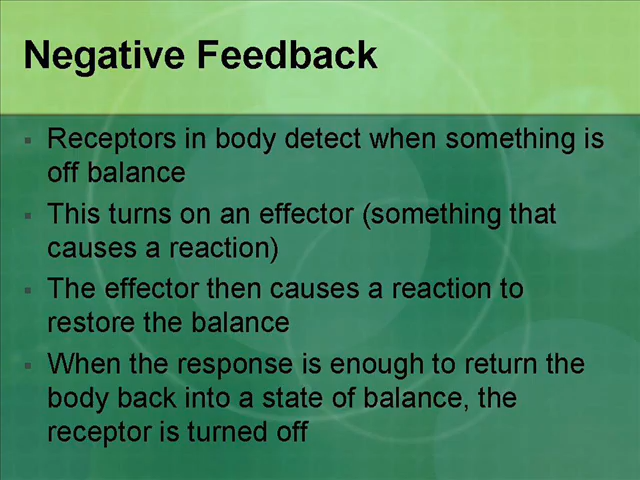 Negative Feedback
▪ Receptors in body detect when something is
off balance
▪ This turns on an effector (something that
causes a reaction)
▪ The effector then causes a reaction to
restore the balance
▪ When the response is enough to return the
body back into a state of balance, the
receptor is turned off